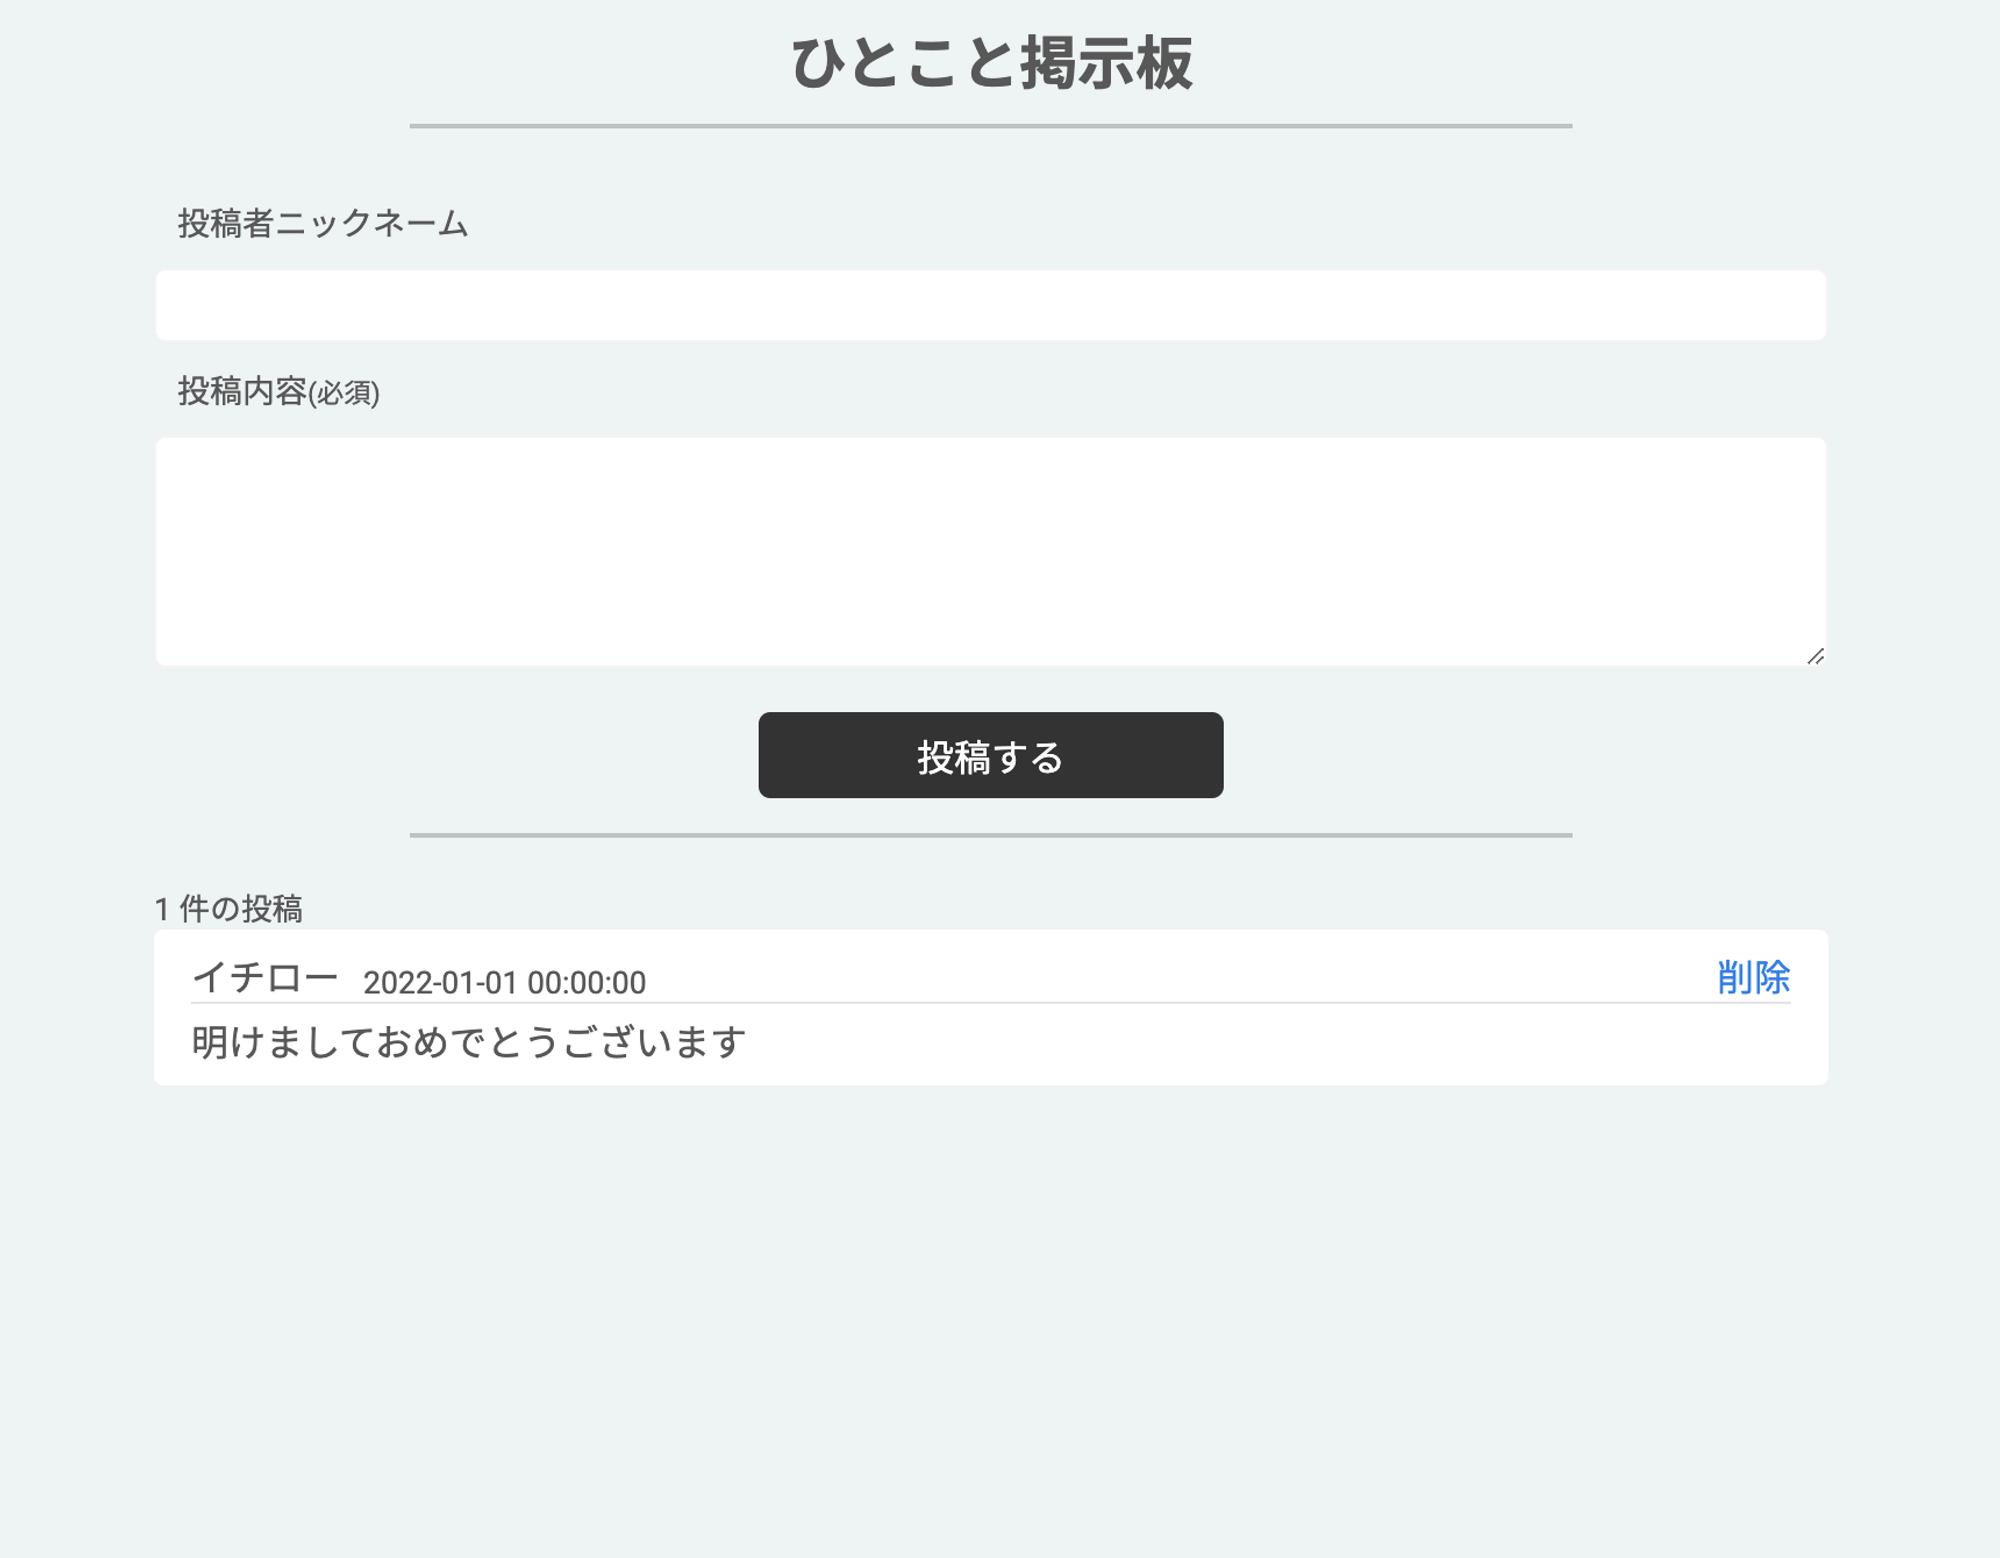 ひとこと掲示板
投稿者ニックネーム
投稿内容(必須)
投稿する
1 件の投稿
イチロー 2022-01-01 00:00:00 削除
明けましておめでとうございます